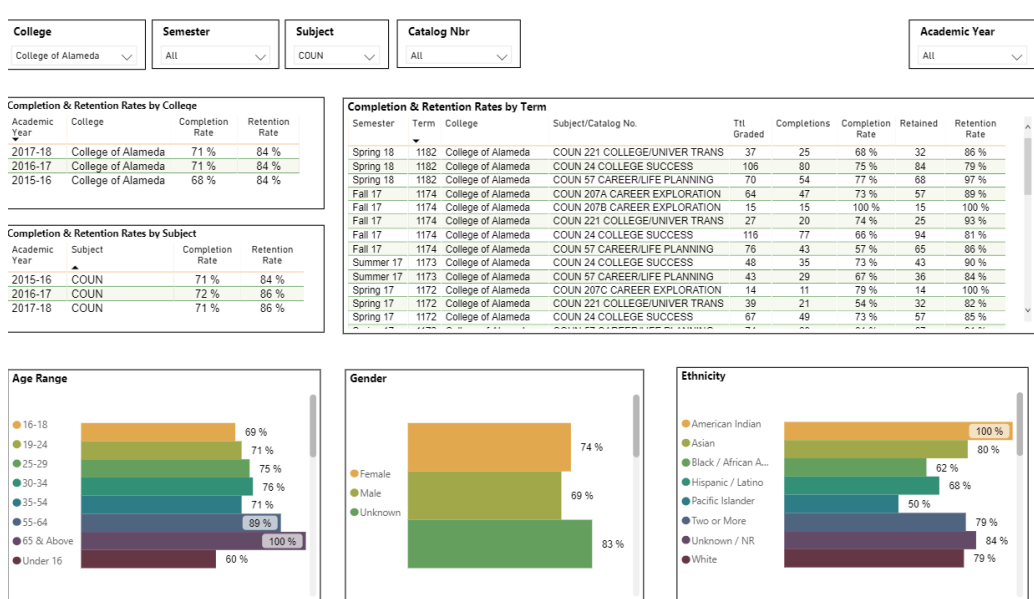 College Semester Subject Catalog Nbr Academic Year
College of Alameda All COUN All All
Completion & Retention Rates by College
Academic Year College Completion Rate Retention Rate
2017-18 College of Alameda 71 % 84 %
2016-17 College of Alameda 71 % 84 %
2015-16 College of Alameda 68 % 84 %
Completion & Retention Rates by Subject
Academic Year Subject Completion Rate Retention Rate
2015-16 COUN 71 % 84 %
2016-17 COUN 72 % 86 %
2017-18 COUN 71 % 86 %
Completion & Retention Rates by Term
Semester Term College Subject/Catalog No. Ttl Graded Completions Completion Rate Retained Retention Rate
Spring 18 1182 College of Alameda COUN 221 COLLEGE/UNIVER TRANS 37 25 68 % 32 86 %
Spring 18 1182 College of Alameda COUN 24 COLLEGE SUCCESS 106 80 75 % 84 79 %
Spring 18 1182 College of Alameda COUN 57 CAREER/LIFE PLANNING 70 54 77 % 68 97 %
Fall 17 1174 College of Alameda COUN 207A CAREER EXPLORATION 64 47 73 % 57 89 %
Fall 17 1174 College of Alameda COUN 207B CAREER EXPLORATION 15 15 100 % 15 100 %
Fall 17 1174 College of Alameda COUN 221 COLLEGE/UNIVER TRANS 27 20 74 % 25 93 %
Fall 17 1174 College of Alameda COUN 24 COLLEGE SUCCESS 116 77 66 % 94 81 %
Fall 17 1174 College of Alameda COUN 57 CAREER/LIFE PLANNING 76 43 57 % 65 86 %
Summer 17 1173 College of Alameda COUN 24 COLLEGE SUCCESS 48 35 73 % 43 90 %
Summer 17 1173 College of Alameda COUN 57 CAREER/LIFE PLANNING 43 29 67 % 36 84 %
Spring 17 1172 College of Alameda COUN 207C CAREER EXPLORATION 14 11 79 % 14 100 %
Spring 17 1172 College of Alameda COUN 221 COLLEGE/UNIVER TRANS 39 21 54 % 32 82 %
Spring 17 1172 College of Alameda COUN 24 COLLEGE SUCCESS 67 49 73 % 57 85 %
Age Range
16-18 69 %
19-24 71 %
25-29 75 %
30-34 76 %
35-54 71 %
55-64 89 %
65 & Above 100 %
Under 16 60 %
Gender
Female 74 %
Male 69 %
Unknown 83 %
Ethnicity
American Indian 100 %
Asian 80 %
Black / African A... 62 %
Hispanic / Latino 68 %
Pacific Islander 50 %
Two or More 79 %
Unknown / NR 84 %
White 79 %